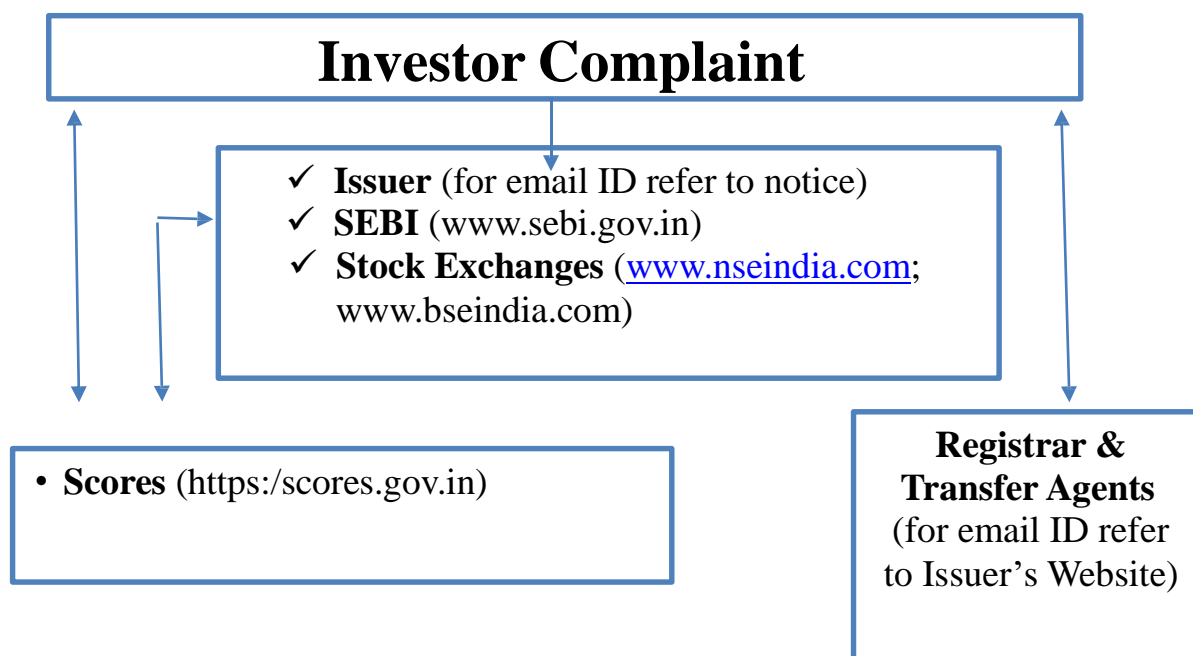 Investor Complaint
✓ Issuer (for email ID refer to notice)
✓ SEBI (www.sebi.gov.in)
✓ Stock Exchanges (www.nseindia.com;
www.bseindia.com)
• Scores (https:/scores.gov.in)
Registrar &
Transfer Agents
(for email ID refer
to Issuer’s Website)